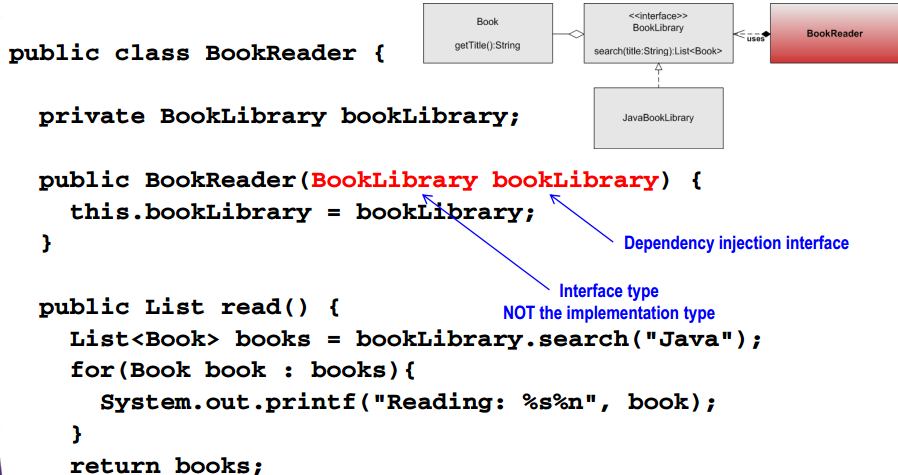 Book
getTitle():String
<<interface>>
BookLibrary
search(title:String):List<Book>
uses
BookReader
JavaBookLibrary
public class BookReader {
private BookLibrary bookLibrary;
public BookReader(BookLibrary bookLibrary) {
this.bookLibrary = bookLibrary;
}
Dependency injection interface
Interface type
NOT the implementation type
public List read() {
List<Book> books = bookLibrary.search("Java");
for(Book book : books){
System.out.printf("Reading: %s%n", book);
}
return books;